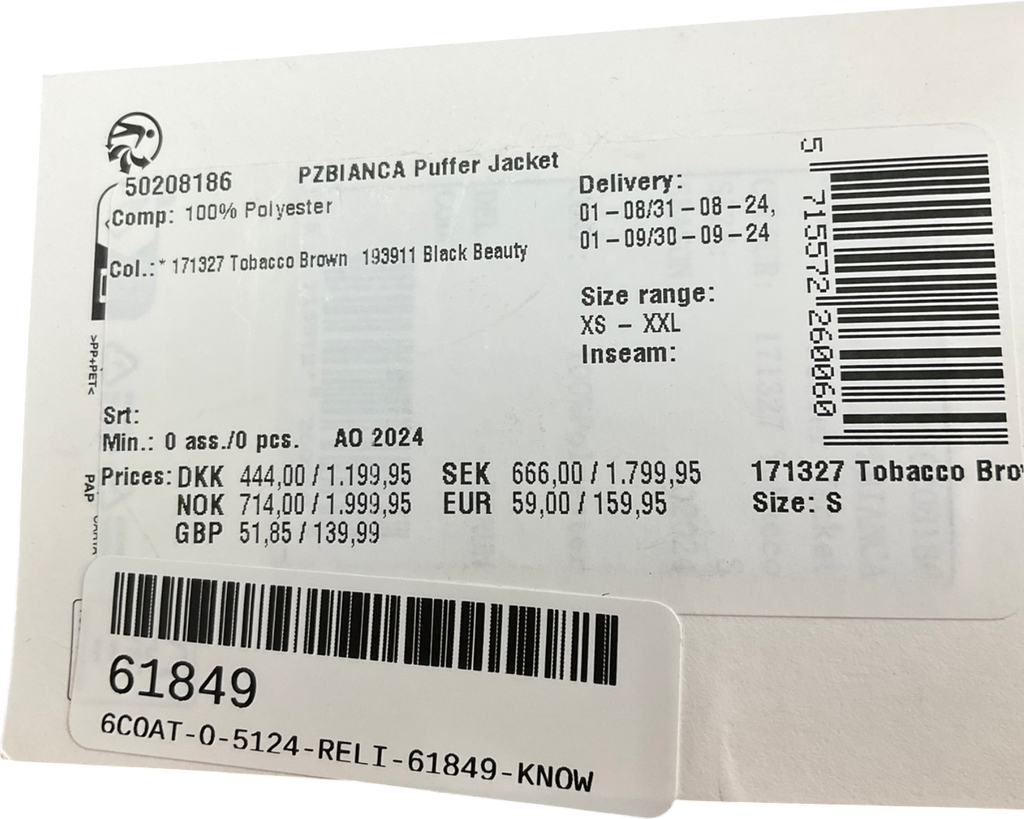 50208186
PZBIANCA Puffer Jacket
Comp: 100% Polyester
Col.:* 171327 Tobacco Brown 193911 Black Beauty
Delivery:
01-08/31-08-24,
01-09/30-09-24
Size range:
XS - XXL
Inseam:
5 715572 260060
>PP+PET<
PAP
Srt:
Min.: 0 ass./0 pcs. AO 2024
Prices: DKK 444,00 / 1.199,95 SEK 666,00 / 1.799,95
NOK 714,00 / 1.999,95 EUR 59,00 / 159,95
GBP 51,85 / 139,99
171327 Tobacco Bro
Size: S
61849
6COAT-O-5124-RELI-61849-KNOW